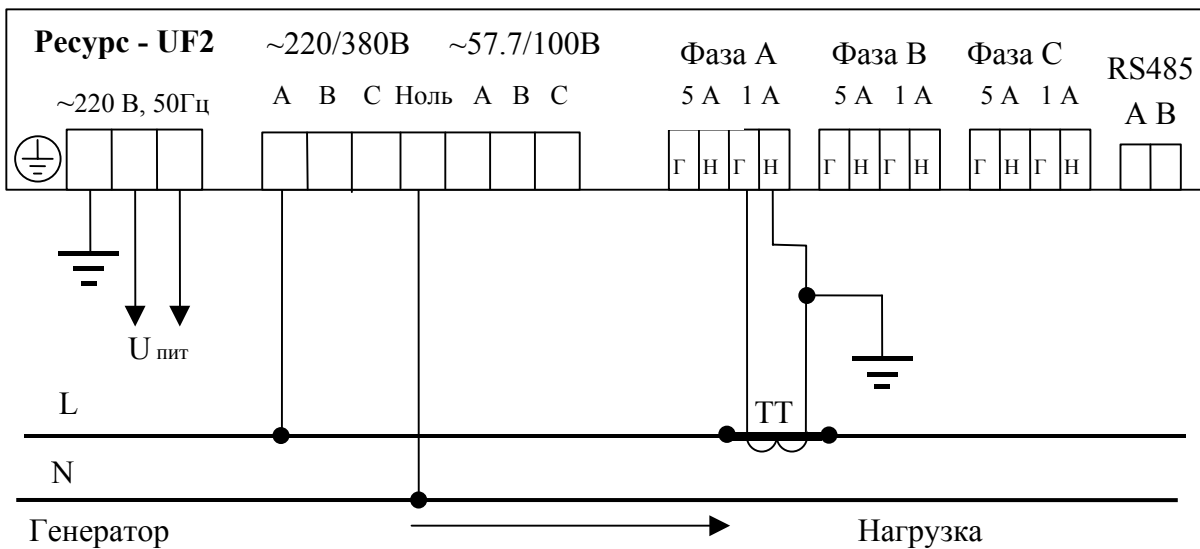 Ресурс - UF2 ~220/380В ~57.7/100В Фаза А Фаза В Фаза С RS485
~220 В, 50Гц А В С Ноль А В С 5 А 1 А 5 А 1 А 5 А 1 А А В
Г Н Г Н Г Н Г Н Г Н Г Н
U пит
L ТТ
N
Генератор Нагрузка